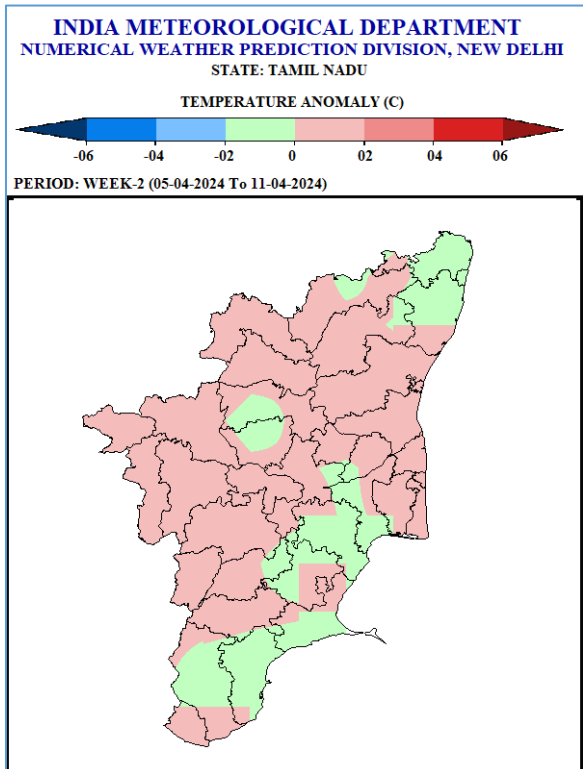 INDIA METEOROLOGICAL DEPARTMENT
NUMERICAL WEATHER PREDICTION DIVISION, NEW DELHI
STATE: TAMIL NADU
TEMPERATURE ANOMALY (C)
-06 -04 -02 0 02 04 06
PERIOD: WEEK-2 (05-04-2024 To 11-04-2024)